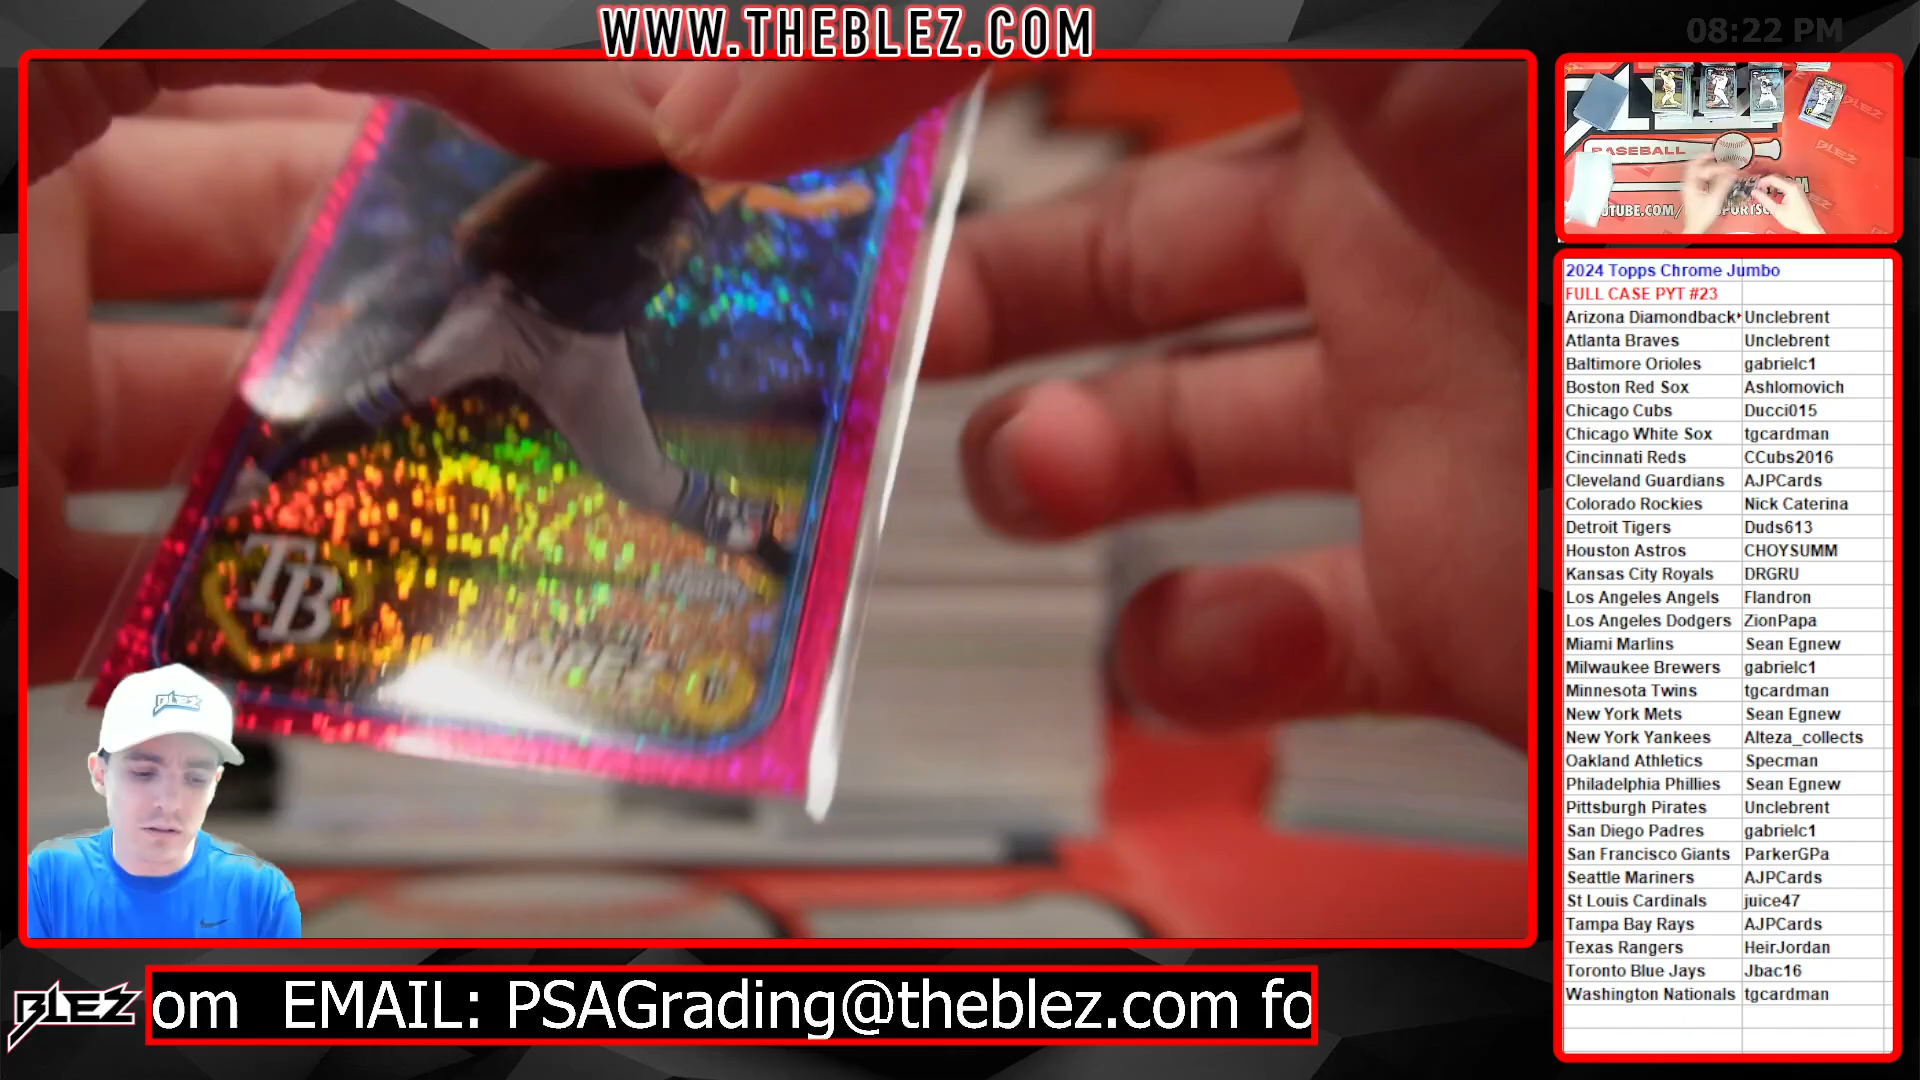 WWW.THEBLEZ.COM
08:22 PM
TB
LOPEZ
BASEBALL
BLEZ
2024 Topps Chrome Jumbo
FULL CASE PYT #23
Arizona Diamondback Unclebrent
Atlanta Braves Unclebrent
Baltimore Orioles gabrielc1
Boston Red Sox Ashlomovich
Chicago Cubs Ducci015
Chicago White Sox tgcardman
Cincinnati Reds CCubs2016
Cleveland Guardians AJPCards
Colorado Rockies Nick Caterina
Detroit Tigers Duds613
Houston Astros CHOYSUMM
Kansas City Royals DRGRU
Los Angeles Angels Flandron
Los Angeles Dodgers ZionPapa
Miami Marlins Sean Egnew
Milwaukee Brewers gabrielc1
Minnesota Twins tgcardman
New York Mets Sean Egnew
New York Yankees Alteza_collects
Oakland Athletics Specman
Philadelphia Phillies Sean Egnew
Pittsburgh Pirates Unclebrent
San Diego Padres gabrielc1
San Francisco Giants ParkerGPa
Seattle Mariners AJPCards
St Louis Cardinals juice47
Tampa Bay Rays AJPCards
Texas Rangers HeirJordan
Toronto Blue Jays Jbac16
Washington Nationals tgcardman
BLEZ
BLEZ
om EMAIL: PSAGrading@theblez.com fo